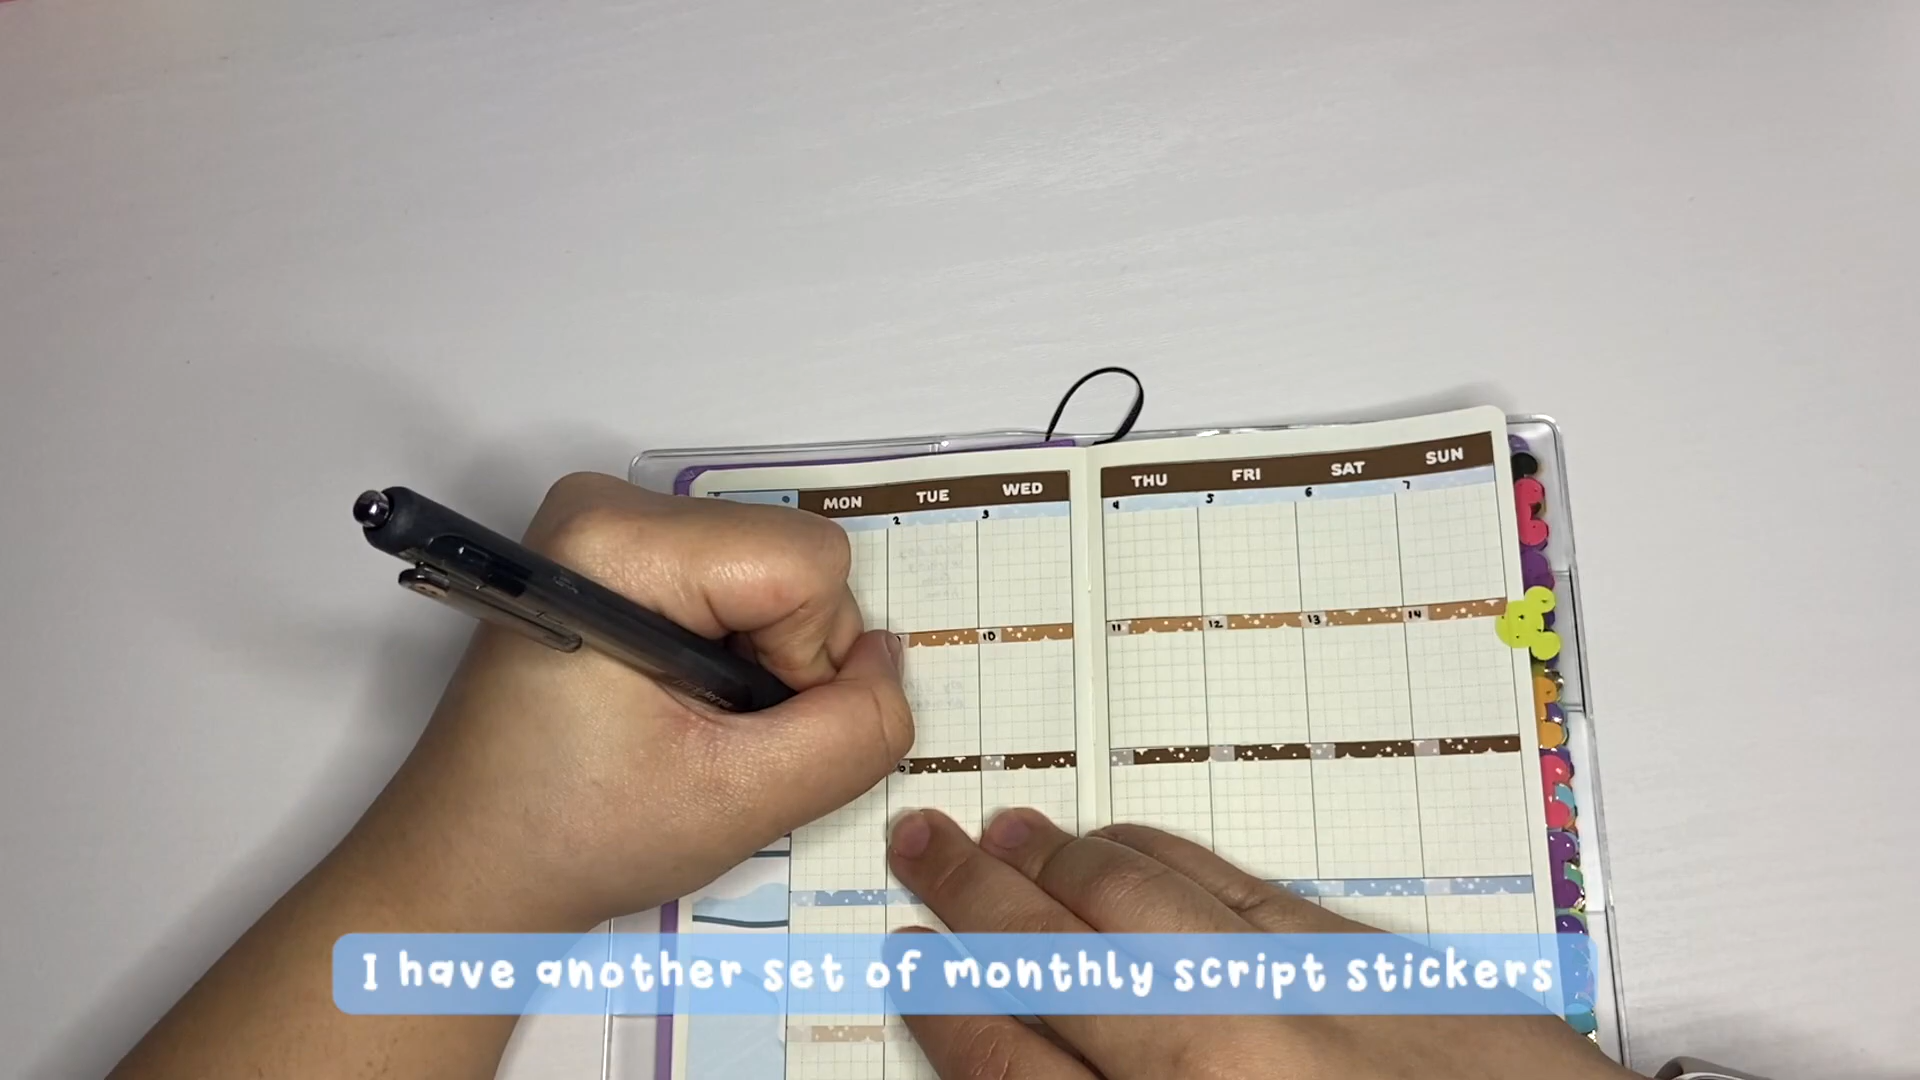 MON TUE WED THU FRI SAT SUN
2 3 4 5 6 7
10 11 12 13 14
I have another set of monthly script stickers